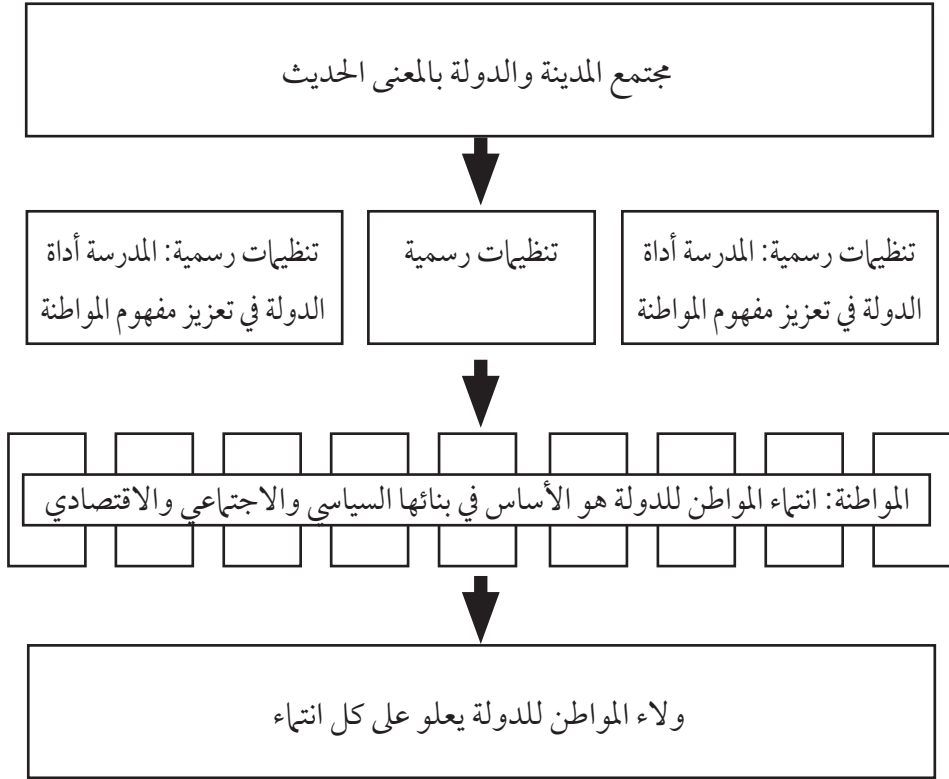 مجتمع المدينة والدولة بالمعنى الحديث
تنظيمات رسمية: المدرسة أداة
الدولة في تعزيز مفهوم المواطنة
تنظيمات رسمية
تنظيمات رسمية: المدرسة أداة
الدولة في تعزيز مفهوم المواطنة
المواطنة: انتماء المواطن للدولة هو الأساس في بنائها السياسي والاجتماعي والاقتصادي
ولاء المواطن للدولة يعلو على كل انتماء